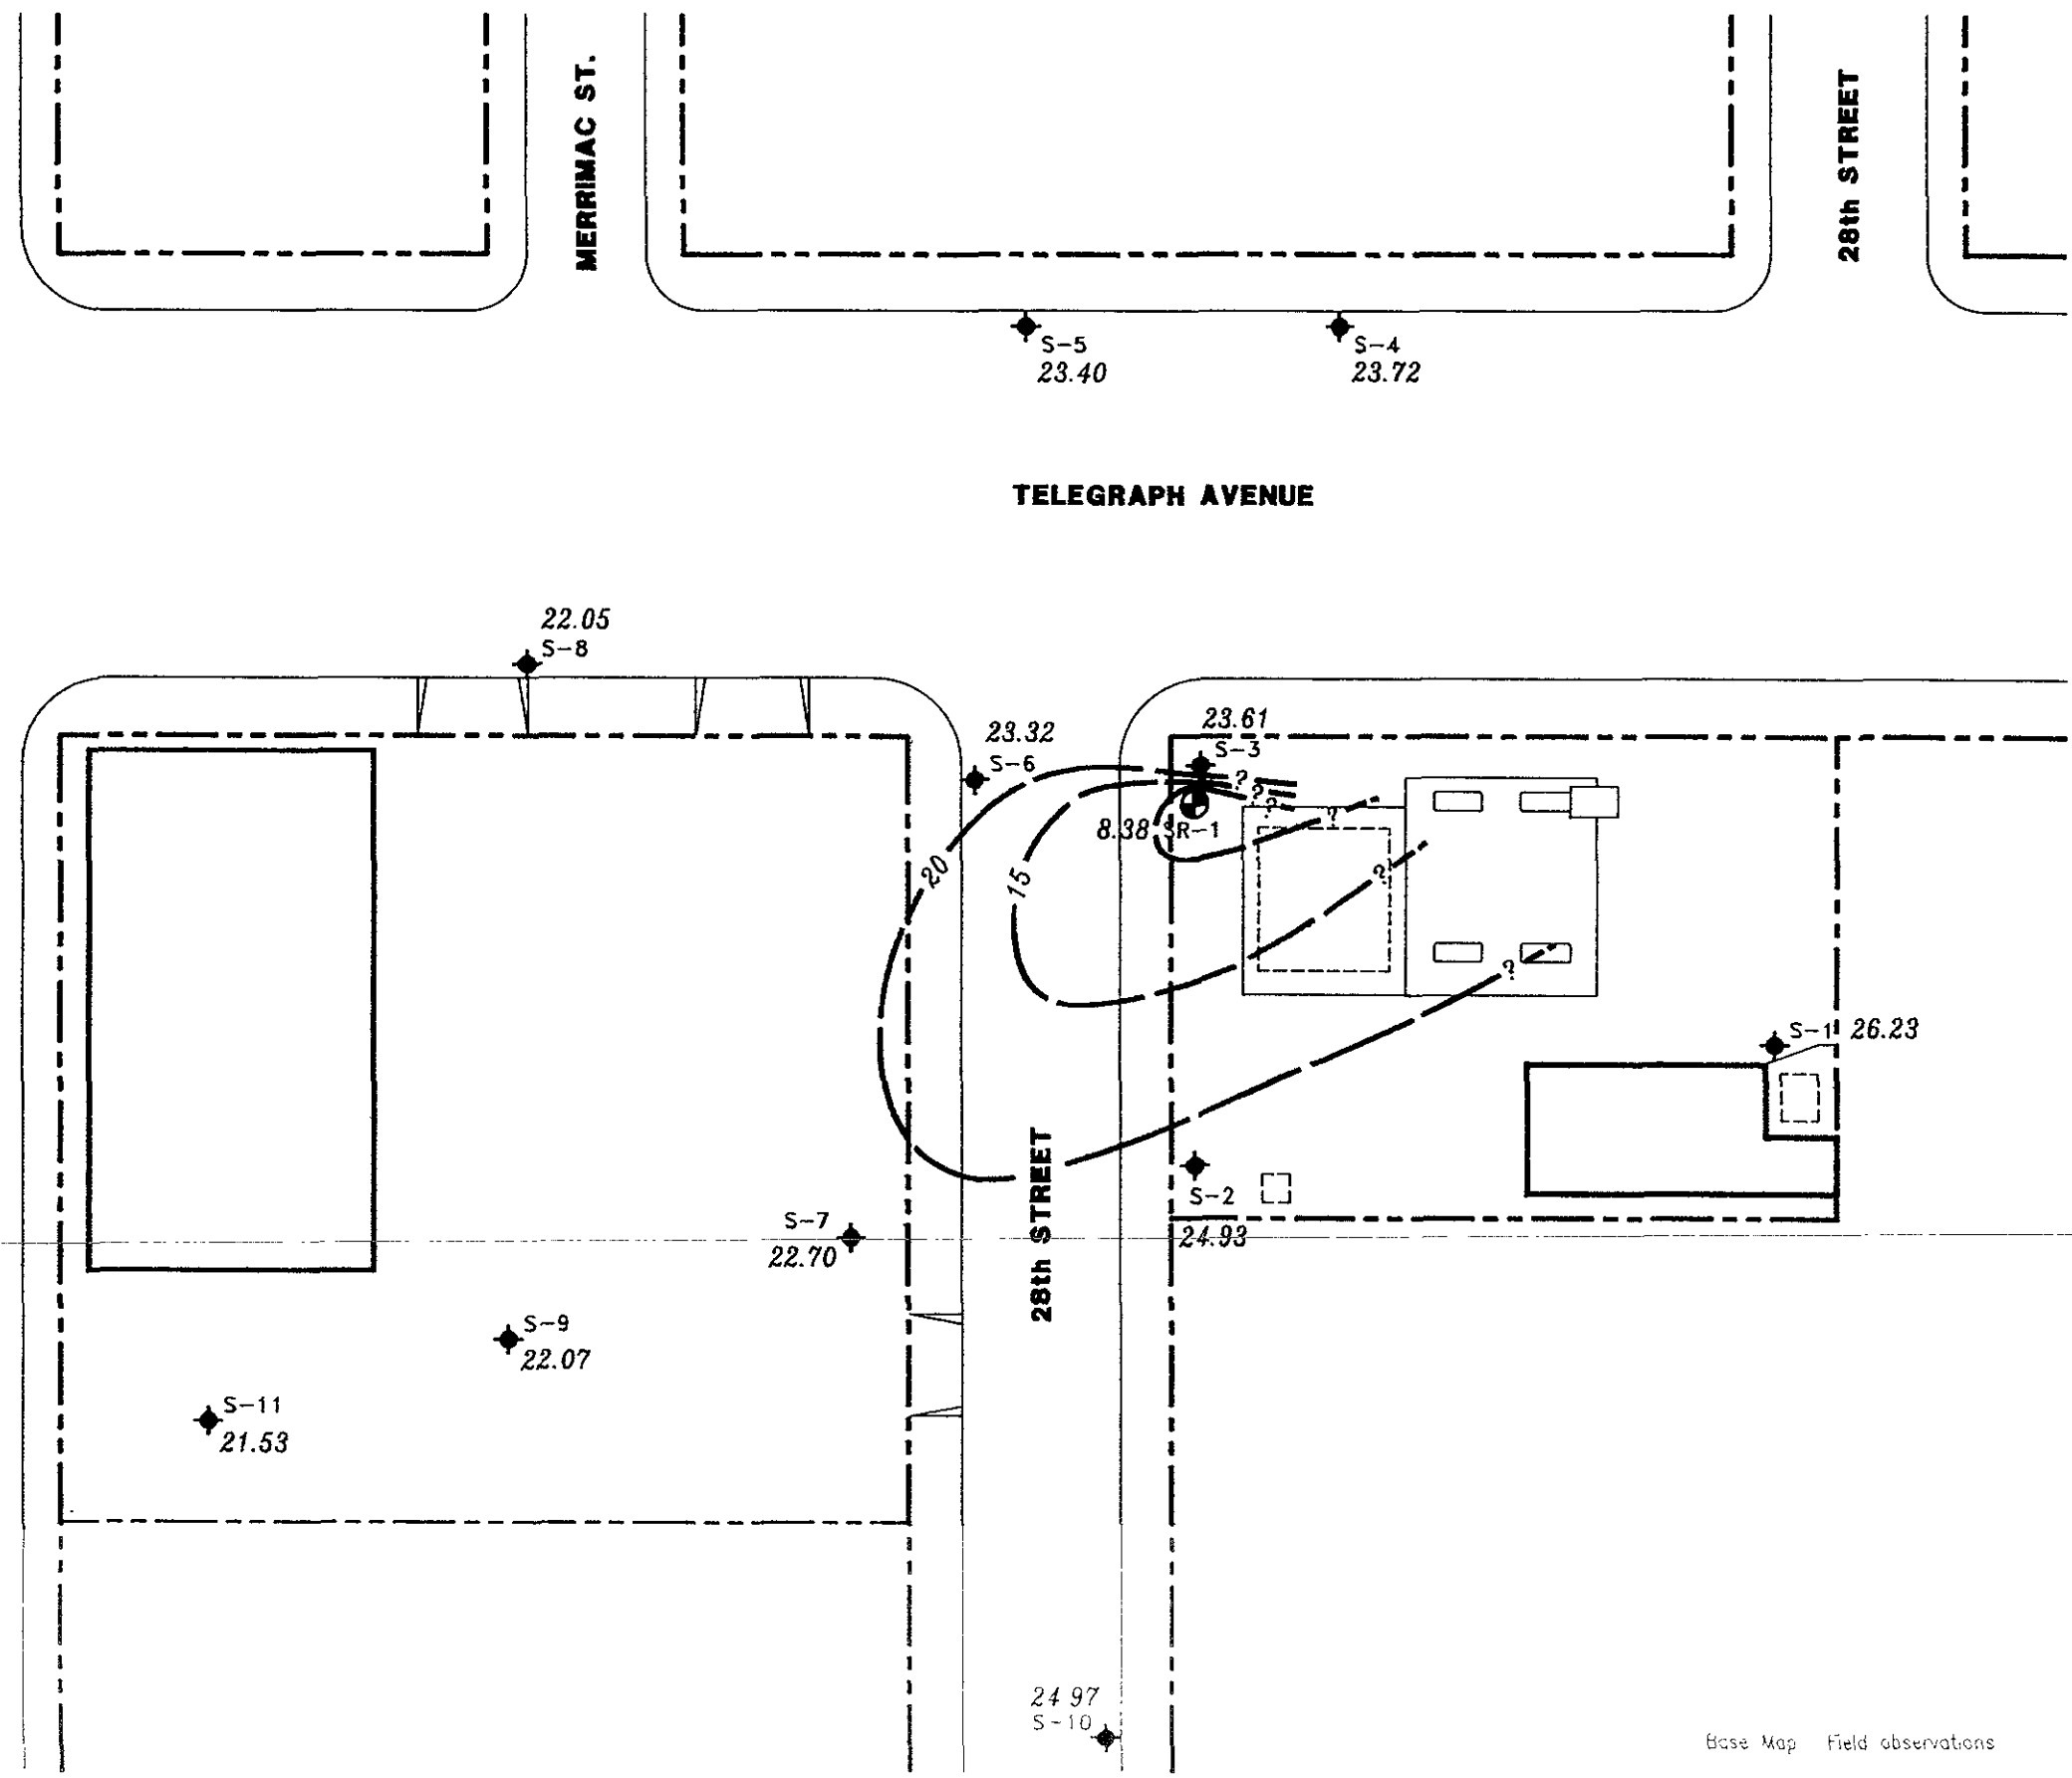 MERRIMAC ST.
28th STREET
S-5
23.40
S-4
23.72
TELEGRAPH AVENUE
22.05
S-8
23.32
S-6
23.61
S-3
?
?
?
?
8.38 SR-1
20
15
?
?
S-1 26.23
28th STREET
S-2
24.93
S-7
22.70
S-9
22.07
S-11
21.53
24 97
S-10
Base Map Field observations